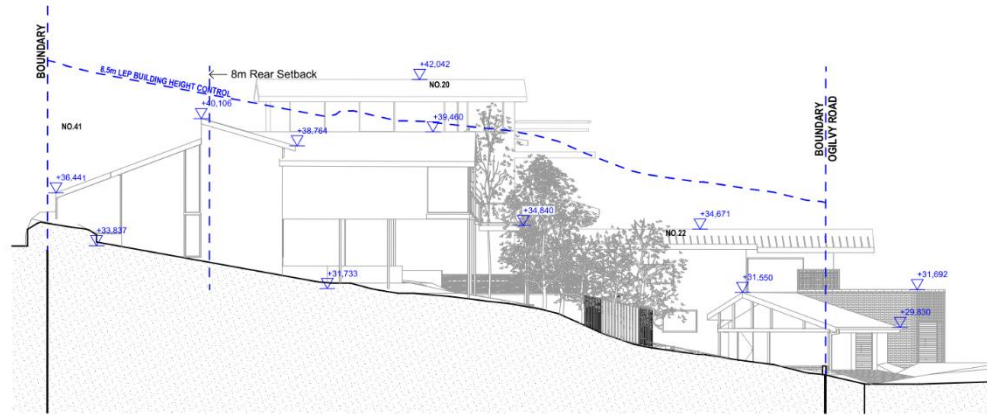 BOUNDARY
8.5m LEP BUILDING HEIGHT CONTROL
8m Rear Setback
+42,042
NO.20
+40,106
NO.41
+39,460
+38,764
BOUNDARY
OGILVY ROAD
+36,441
+34,840
+34,671
NO.22
+33,837
+31,733
+31,550
+31,692
+29,830